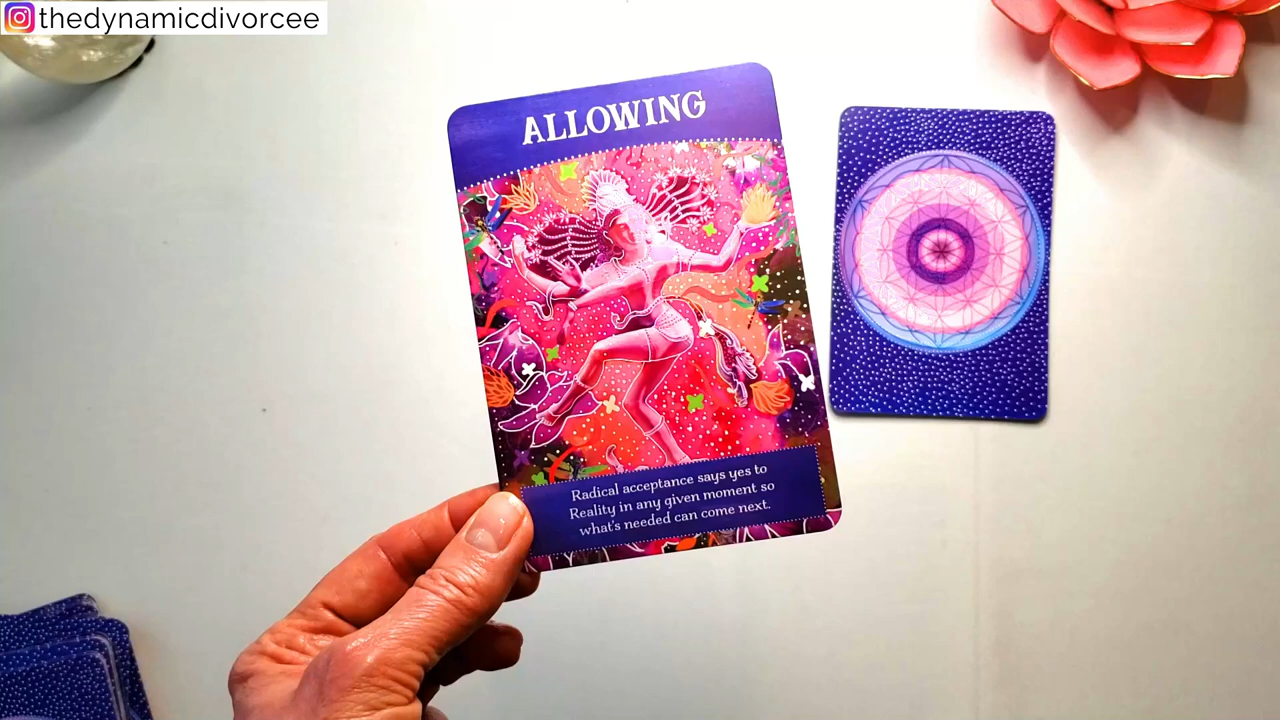 thedynamicdivorcee
ALLOWING
Radical acceptance says yes to
Reality in any given moment so
what's needed can come next.